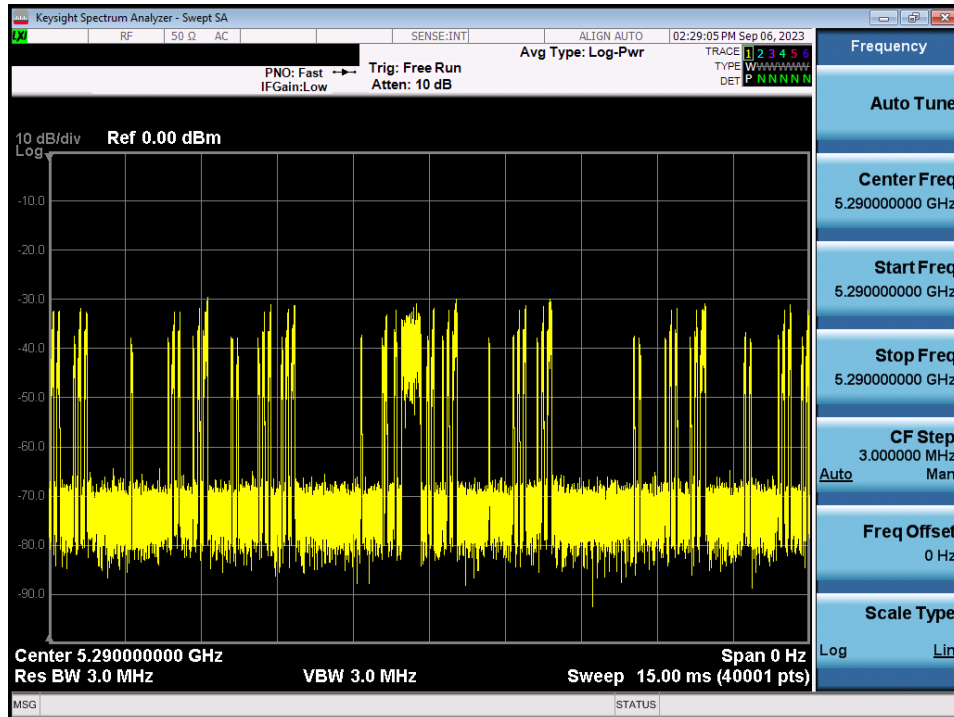 Keysight Spectrum Analyzer - Swept SA
LXI
RF 50 Ω AC SENSE:INT ALIGN AUTO 02:29:05 PM Sep 06, 2023
Avg Type: Log-Pwr
TRACE 1 2 3 4 5 6
PNO: Fast Trig: Free Run
TYPE WWWWWW
IFGain:Low Atten: 10 dB
DET P N N N N N
10 dB/div Ref 0.00 dBm
Log
-10.0
-20.0
-30.0
-40.0
-50.0
-60.0
-70.0
-80.0
-90.0
Center 5.290000000 GHz Span 0 Hz
Res BW 3.0 MHz VBW 3.0 MHz Sweep 15.00 ms (40001 pts)
MSG STATUS
Frequency
Auto Tune
Center Freq
5.290000000 GHz
Start Freq
5.290000000 GHz
Stop Freq
5.290000000 GHz
CF Step
3.000000 MHz
Auto Man
Freq Offset
0 Hz
Scale Type
Log Lin